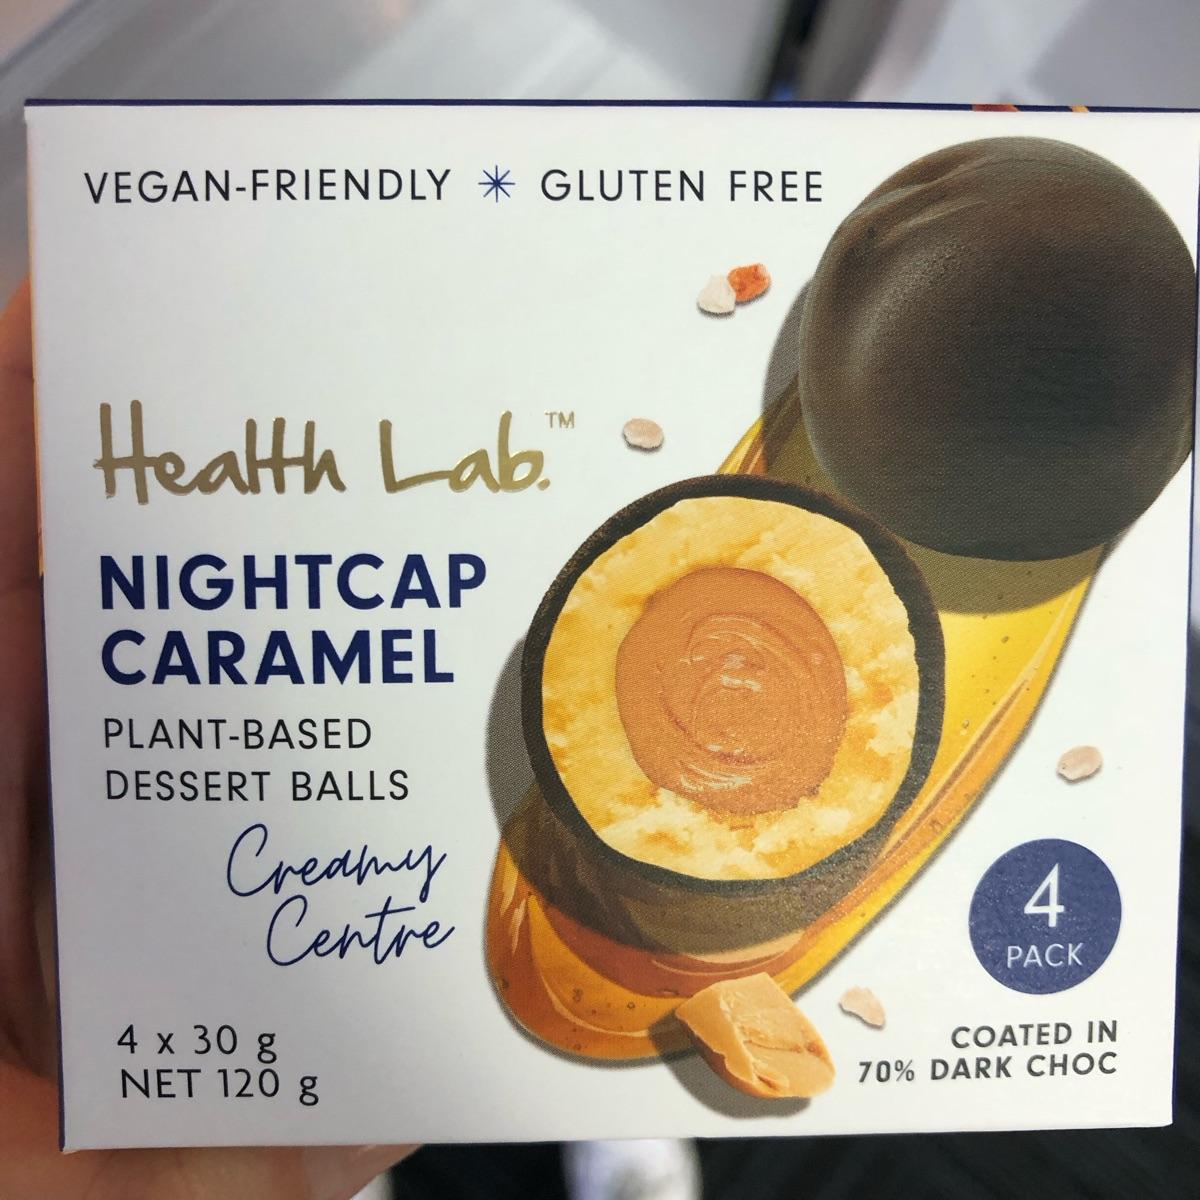 VEGAN-FRIENDLY * GLUTEN FREE
Health Lab.™
NIGHTCAP
CARAMEL
PLANT-BASED
DESSERT BALLS
Creamy
Centre
4 x 30 g
NET 120 g
4
PACK
COATED IN
70% DARK CHOC